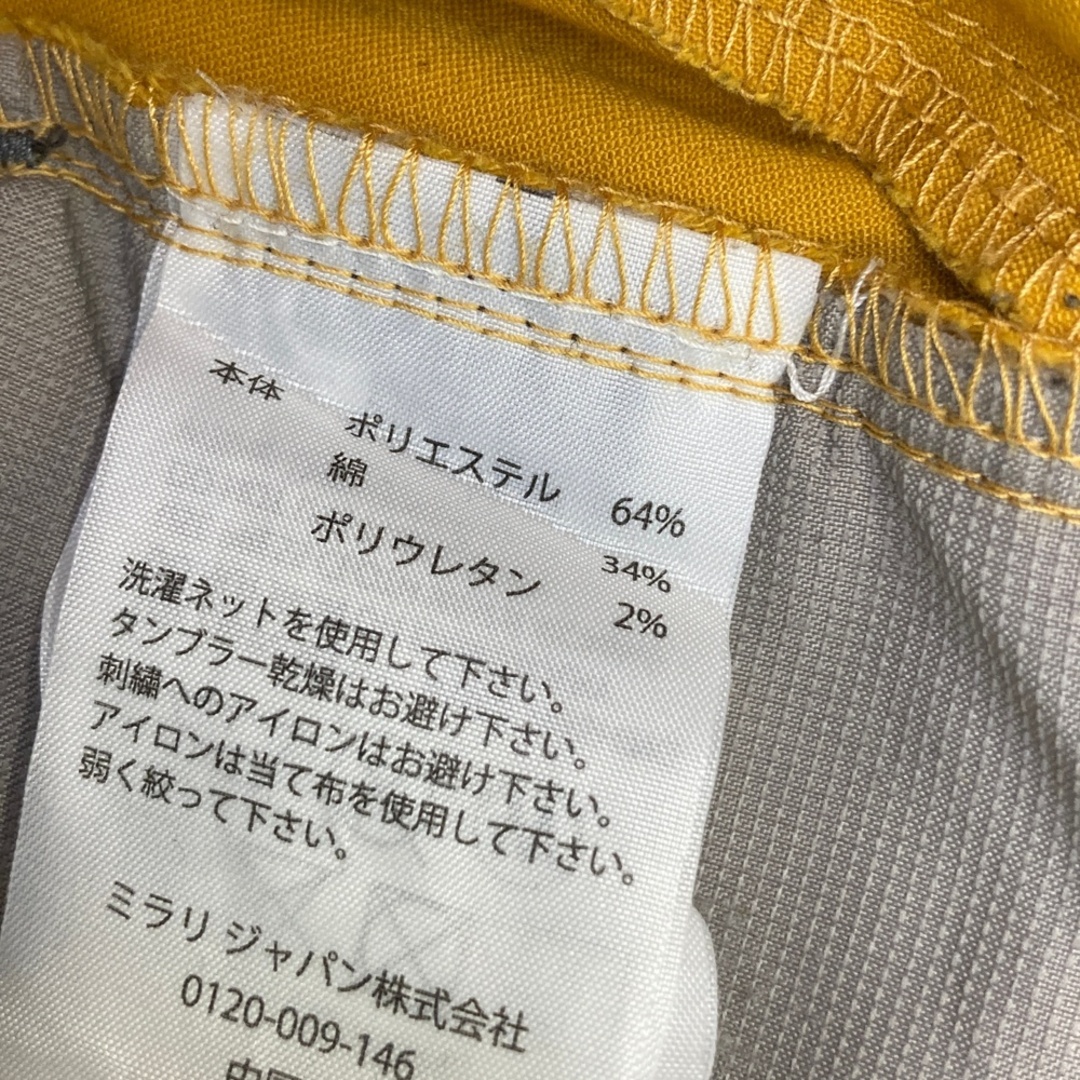 本体 ポリエステル 64%
綿 34%
ポリウレタン 2%
洗濯ネットを使用して下さい。
タンブラー乾燥はお避け下さい。
刺繍へのアイロンはお避け下さい。
アイロンは当て布を使用して下さい。
弱く絞って下さい。
ミラリ ジャパン株式会社
0120-009-146